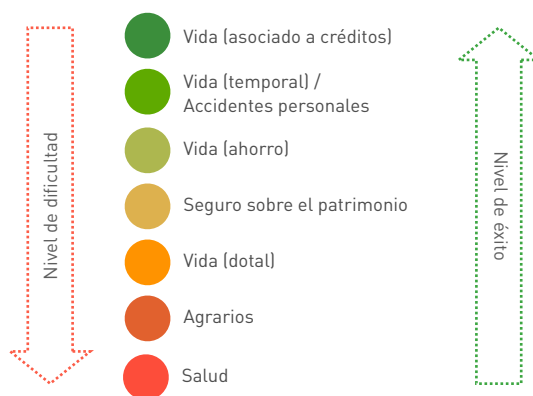 Nivel de dificultad
Vida (asociado a créditos)
Vida (temporal) /
Accidentes personales
Vida (ahorro)
Seguro sobre el patrimonio
Vida (dotal)
Agrarios
Salud
Nivel de éxito